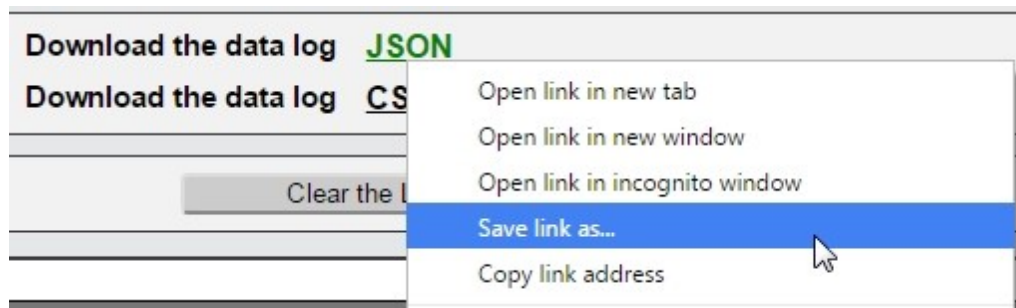 Download the data log JSON
Download the data log CS
Clear the L
Open link in new tab
Open link in new window
Open link in incognito window
Save link as...
Copy link address